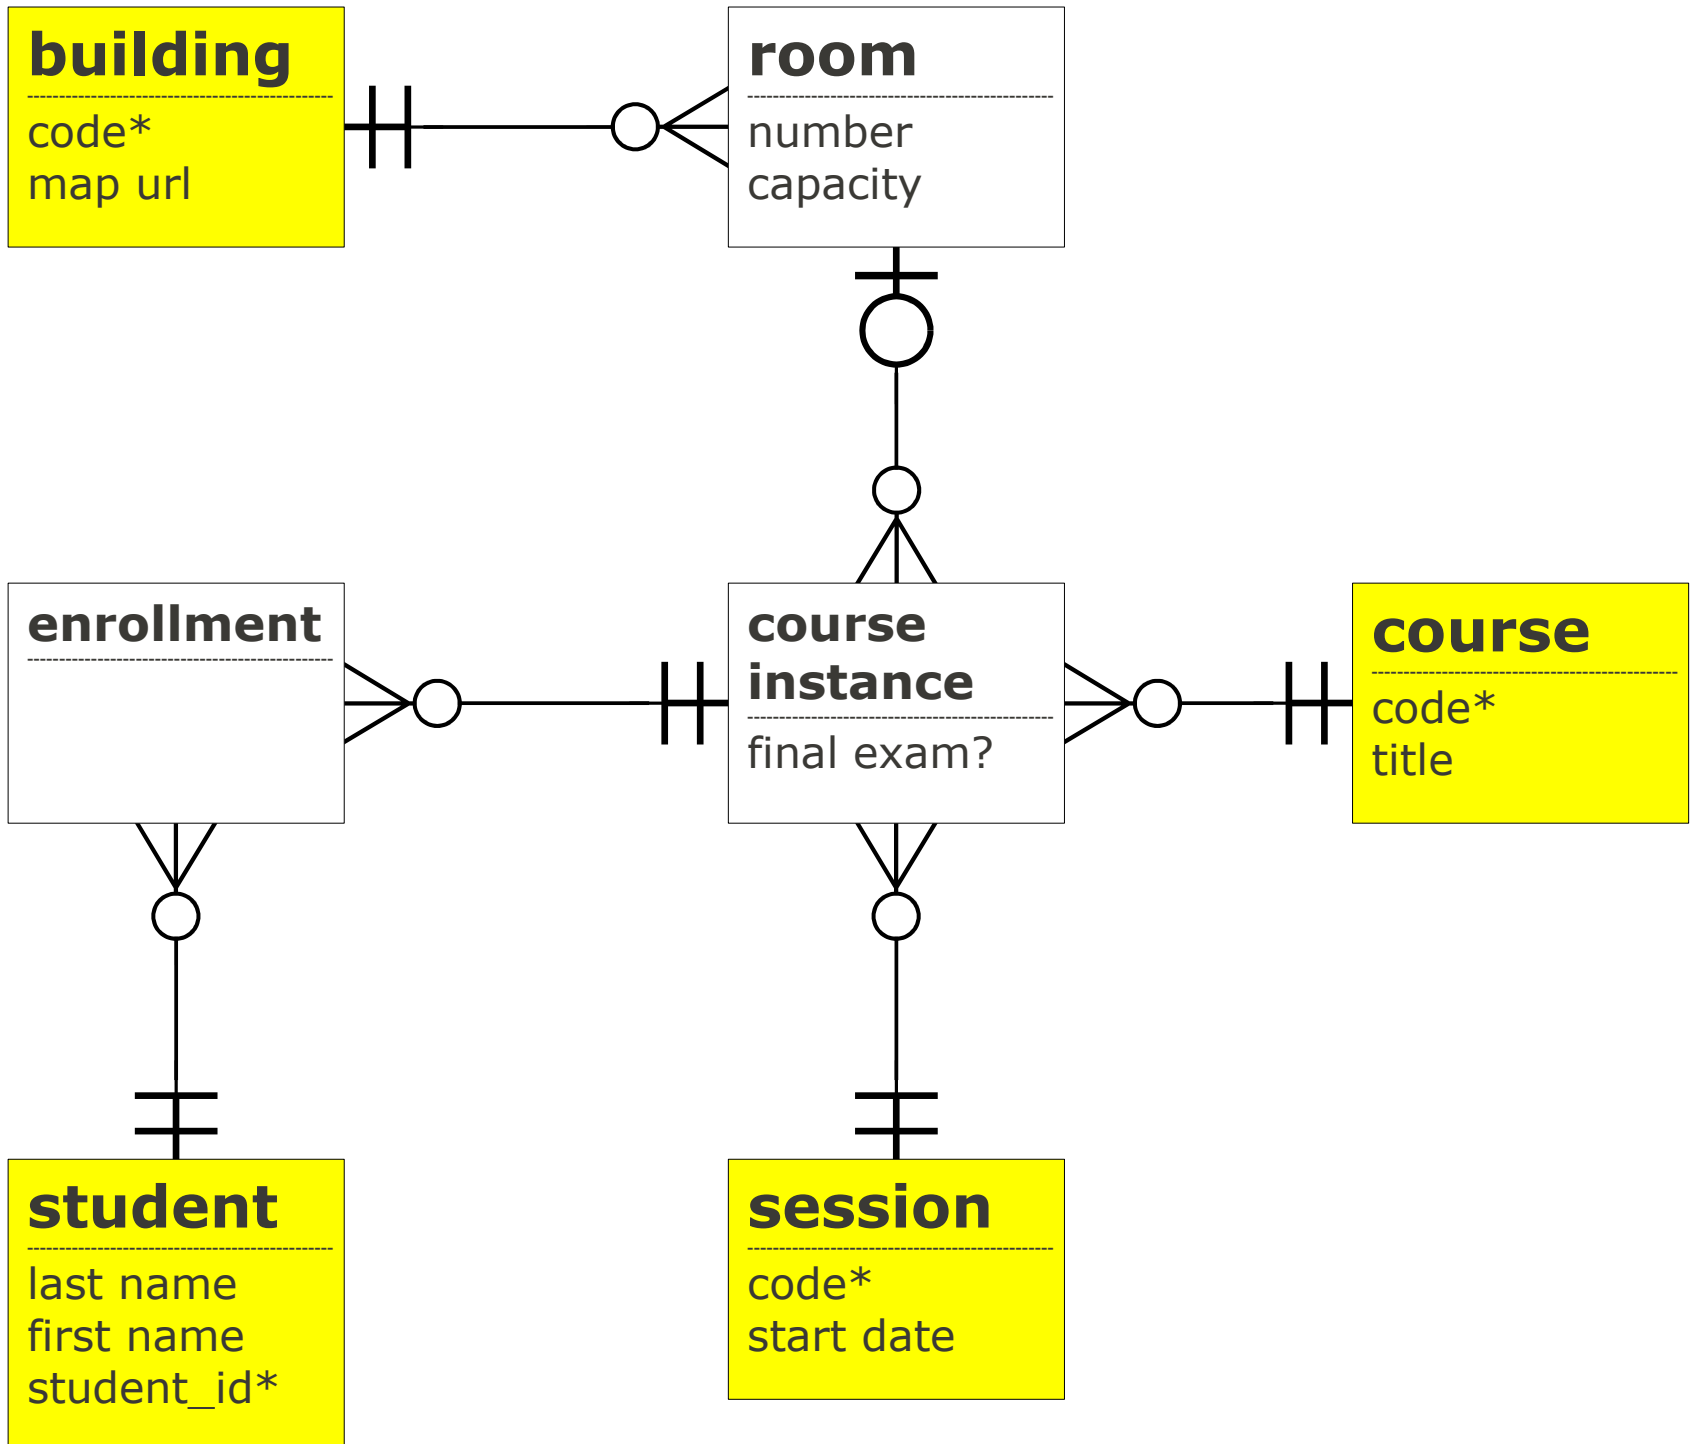 building
code*
map url
room
number
capacity
enrollment
course
instance
final exam?
course
code*
title
student
last name
first name
student_id*
session
code*
start date